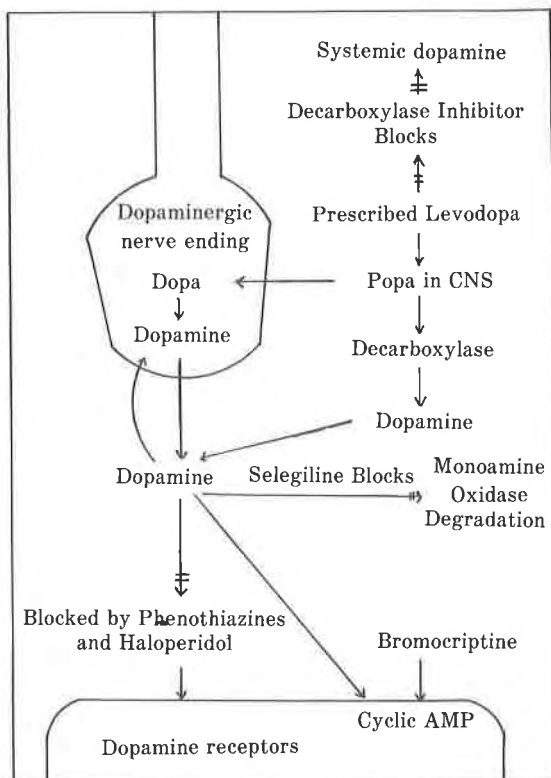 Systemic dopamine
Decarboxylase Inhibitor
Blocks
Dopaminergic
nerve ending
Prescribed Levodopa
Dopa
Popa in CNS
Dopamine
Decarboxylase
Dopamine
Dopamine
Selegiline Blocks
Monoamine
Oxidase
Degradation
Blocked by Phenothiazines
and Haloperidol
Bromocriptine
Cyclic AMP
Dopamine receptors